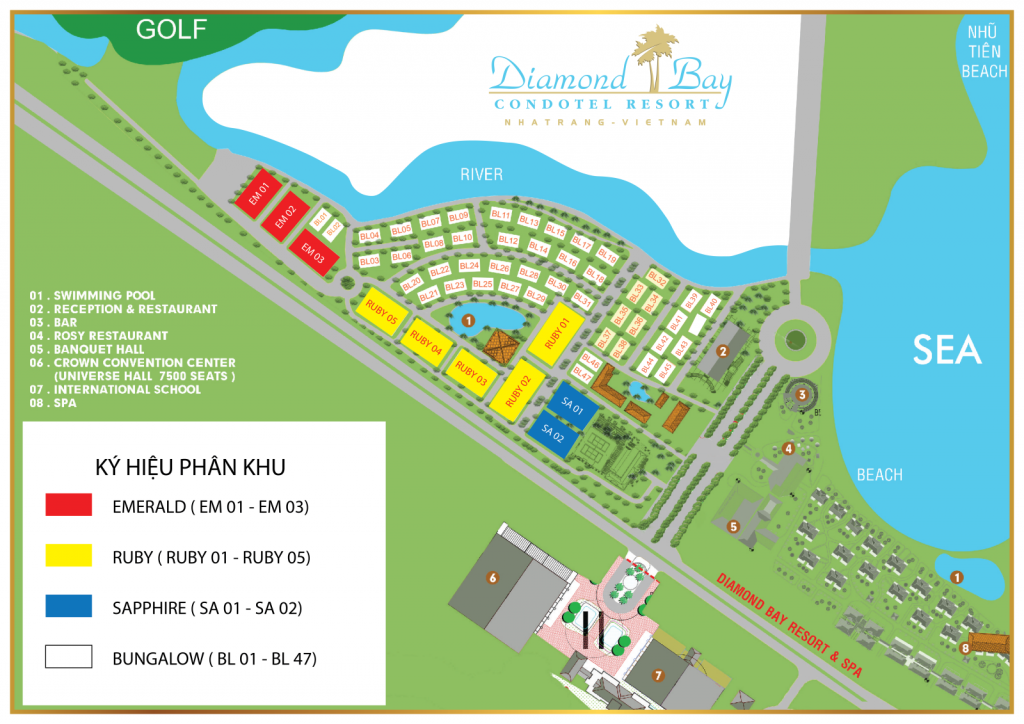 GOLF
NHŨ
TIÊN
BEACH
Diamond Bay
CONDOTEL RESORT
NHATRANG-VIETNAM
RIVER
EM 01
EM 02
EM 03
BL01
BL02
BL04
BL05
BL07
BL09
BL03
BL06
BL08
BL10
BL11
BL13
BL15
BL17
BL19
BL12
BL14
BL16
BL18
BL20
BL22
BL24
BL26
BL28
BL30
BL31
BL21
BL23
BL25
BL27
BL29
BL32
BL33
BL34
BL35
BL36
BL37
BL38
BL39
BL40
BL41
BL42
BL43
BL44
BL45
BL46
BL47
RUBY 05
RUBY 04
RUBY 03
RUBY 02
RUBY 01
SA 01
SA 02
1
2
3
4
5
6
7
1
8
SEA
BEACH
DIAMOND BAY RESORT & SPA
01 . SWIMMING POOL
02 . RECEPTION & RESTAURANT
03 . BAR
04 . ROSY RESTAURANT
05 . BANQUET HALL
06 . CROWN CONVENTION CENTER
(UNIVERSE HALL 7500 SEATS )
07 . INTERNATIONAL SCHOOL
08 . SPA
KÝ HIỆU PHÂN KHU
EMERALD ( EM 01 - EM 03)
RUBY ( RUBY 01 - RUBY 05)
SAPPHIRE ( SA 01 - SA 02)
BUNGALOW ( BL 01 - BL 47)